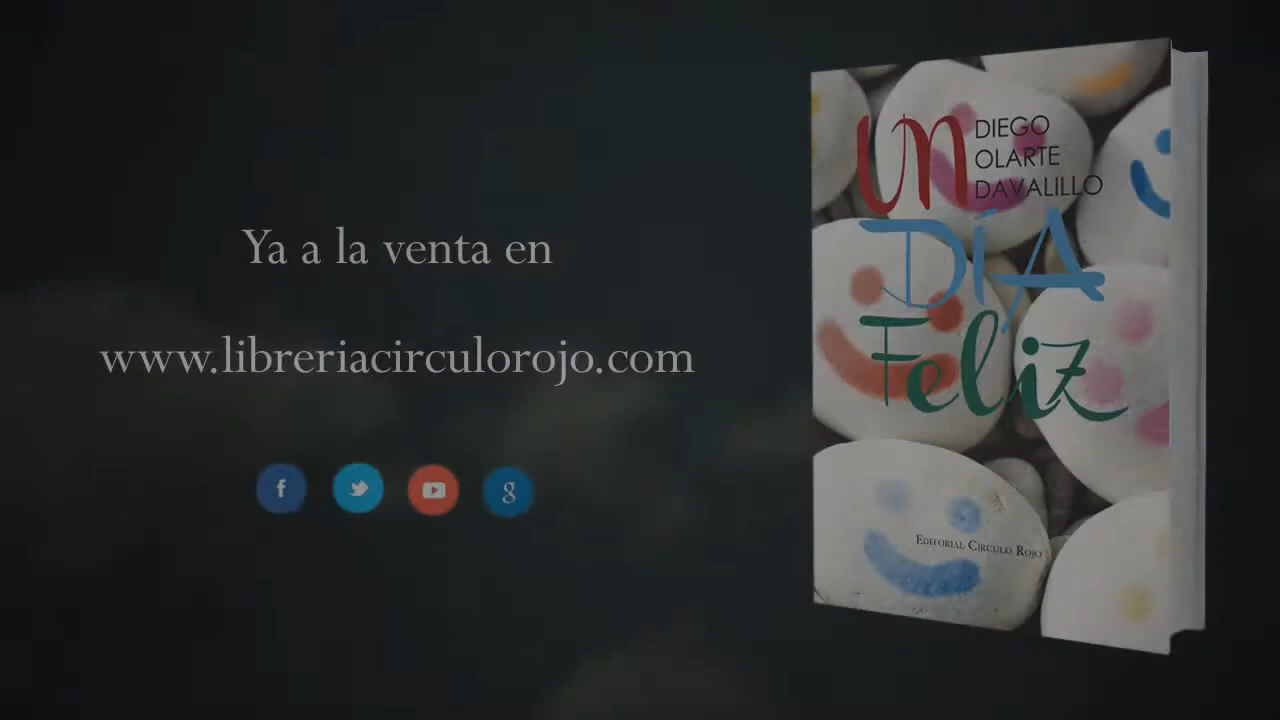 Ya a la venta en
www.libreriacirculorojo.com
f
g
UN
DIEGO
OLARTE
DAVALILLO
DÍA
Feliz
EDITORIAL CÍRCULO ROJO